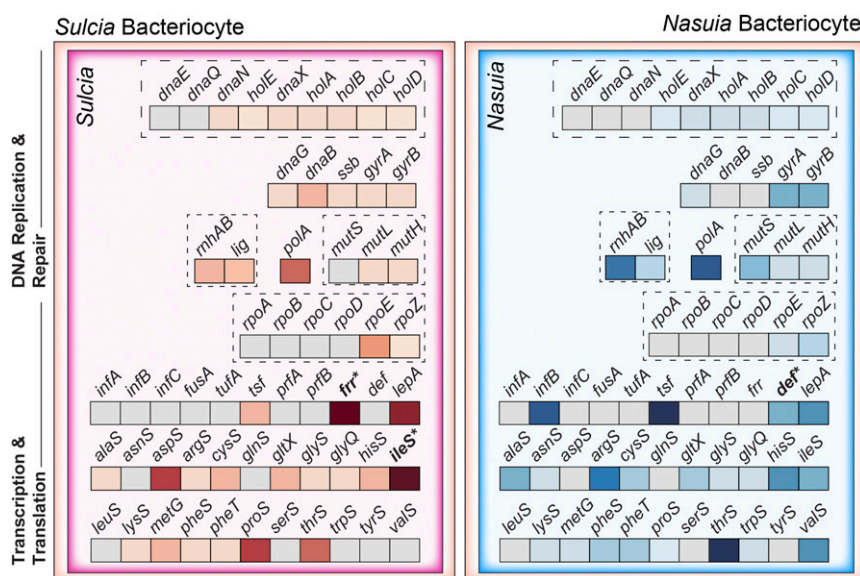 Sulcia Bacteriocyte
Nasuia Bacteriocyte
DNA Replication &
Repair
Transcription &
Translation
Sulcia
dnaE dnaQ dnaN holE dnaX holA holB holC holD
dnaG dnaB ssb gyrA gyrB
rnhAB lig polA mutS mutL mutH
rpoA rpoB rpoC rpoD rpoE rpoZ
infA infB infC fusA tufA tsf prfA prfB frr* def lepA
alaS asnS aspS argS cysS glnS gltX glyS glyQ hisS ileS*
leuS lysS metG pheS pheT proS serS thrS trpS tyrS valS
Nasuia
dnaE dnaQ dnaN holE dnaX holA holB holC holD
dnaG dnaB ssb gyrA gyrB
rnhAB lig polA mutS mutL mutH
rpoA rpoB rpoC rpoD rpoE rpoZ
infA infB infC fusA tufA tsf prfA prfB frr def* lepA
alaS asnS aspS argS cysS glnS gltX glyS glyQ hisS ileS
leuS lysS metG pheS pheT proS serS thrS trpS tyrS valS